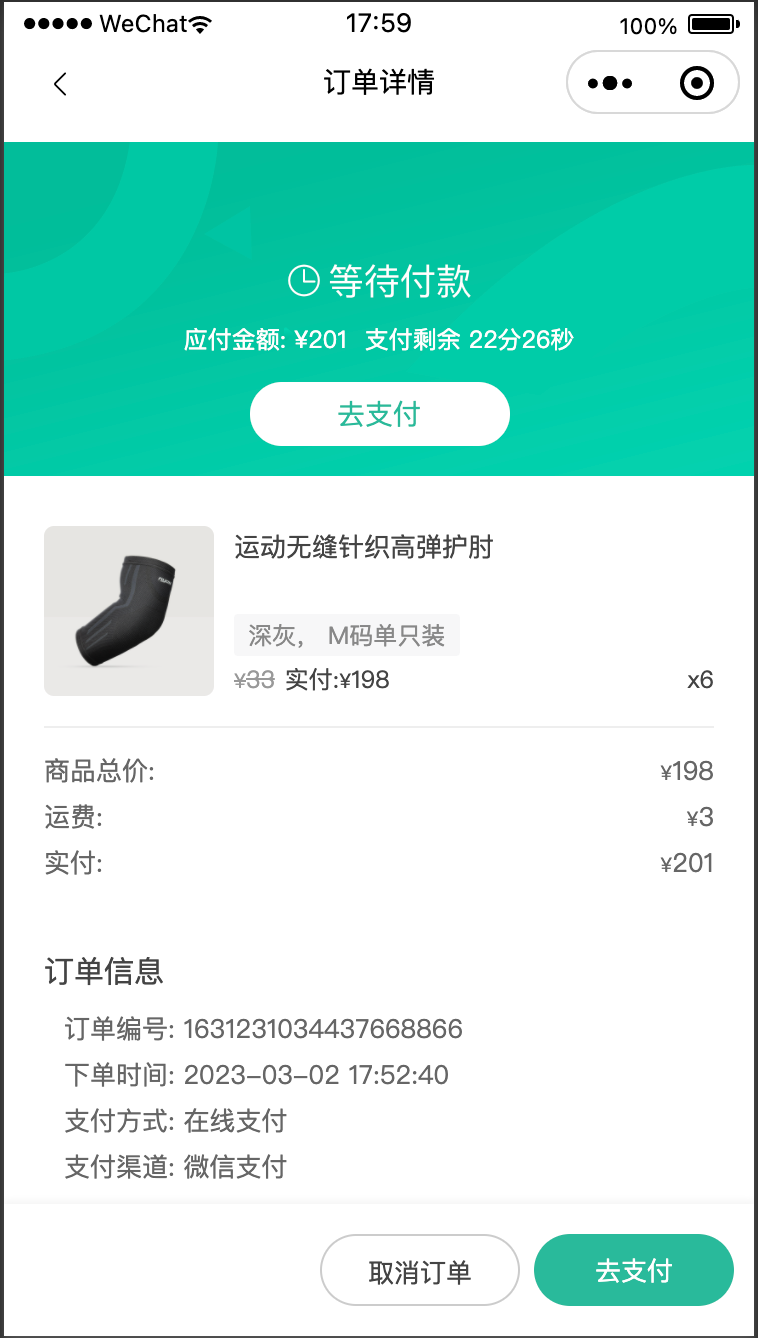 WeChat 17:59 100%
订单详情
等待付款
应付金额: ¥201 支付剩余 22分26秒
去支付
运动无缝针织高弹护肘
深灰, M码单只装
¥33 实付:¥198 x6
商品总价: ¥198
运费: ¥3
实付: ¥201
订单信息
订单编号: 1631231034437668866
下单时间: 2023-03-02 17:52:40
支付方式: 在线支付
支付渠道: 微信支付
取消订单 去支付